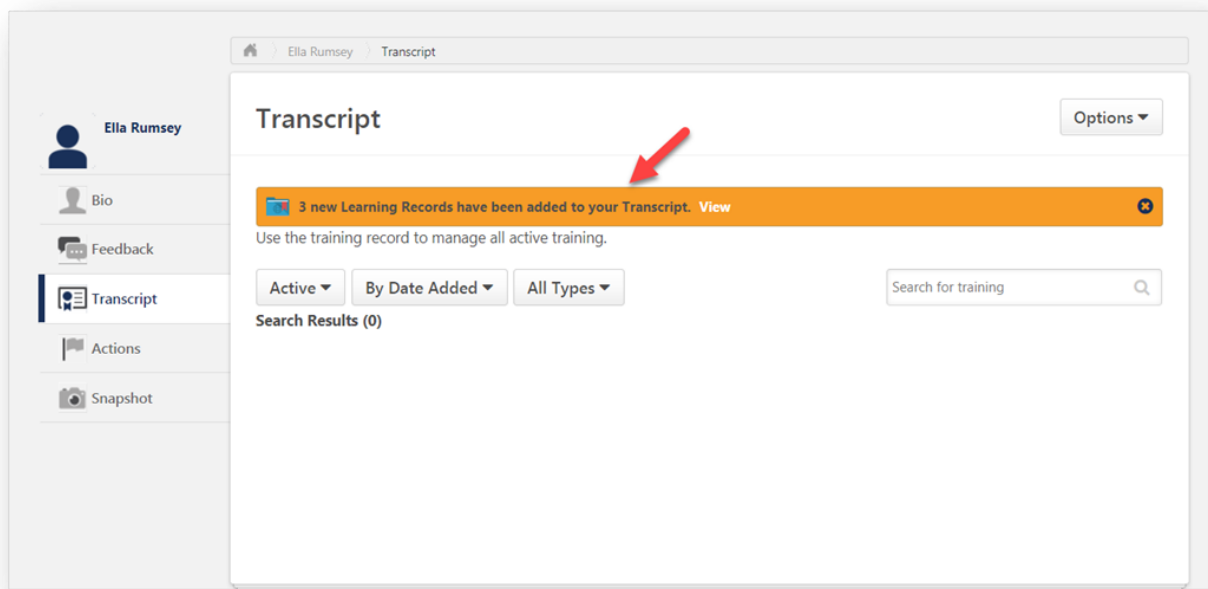 Ella Rumsey Transcript
Ella Rumsey
Bio
Feedback
Transcript
Actions
Snapshot
Transcript
Options
3 new Learning Records have been added to your Transcript. View
Use the training record to manage all active training.
Active By Date Added All Types Search for training
Search Results (0)